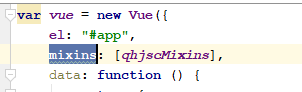 var vue = new Vue({
el: "#app",
mixins: [qhjscMixins],
data: function () {